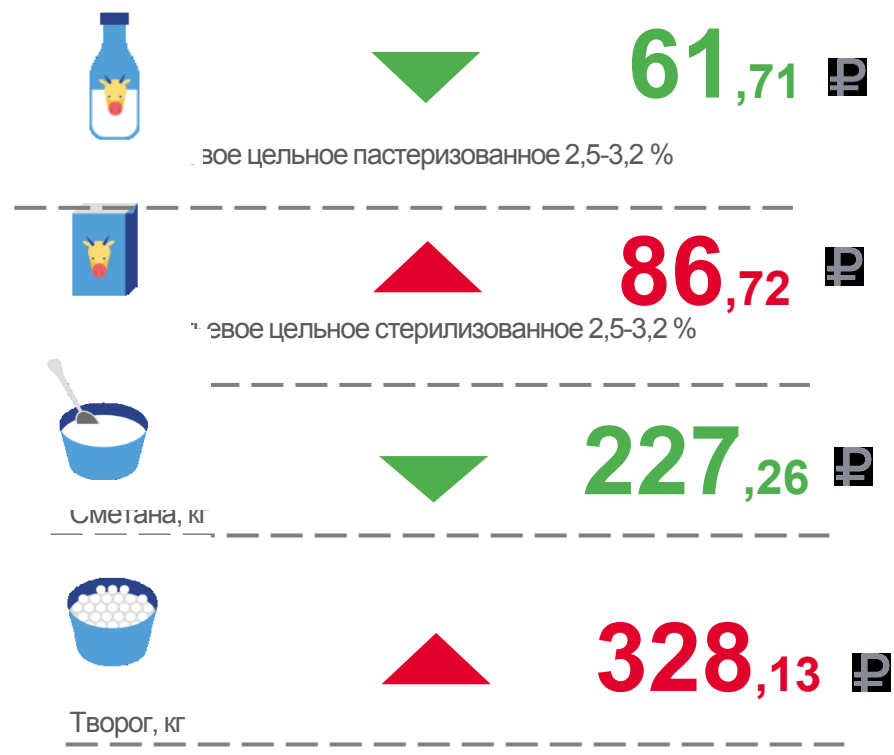 61,71 ₽
вое цельное пастеризованное 2,5-3,2 %
86,72 ₽
евое цельное стерилизованное 2,5-3,2 %
227,26 ₽
Сметана, кг
328,13 ₽
Творог, кг